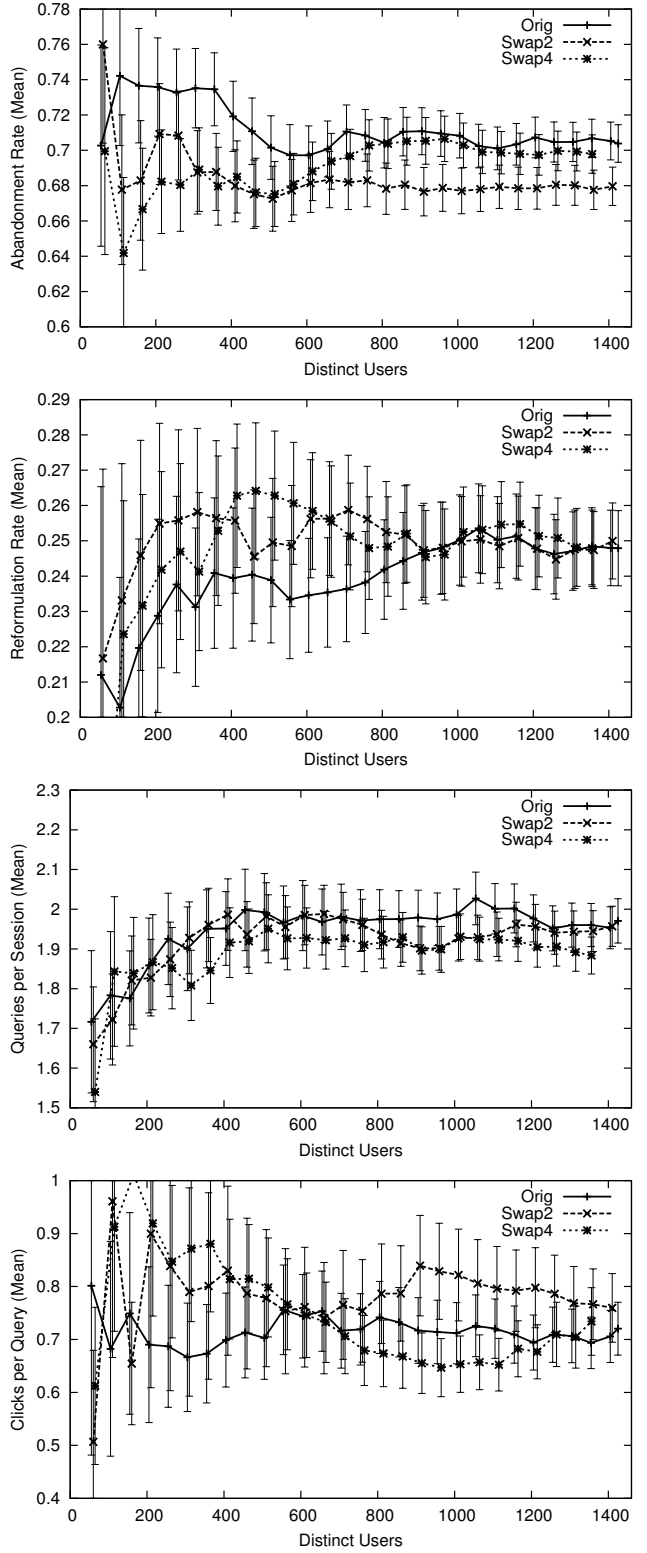 0.78
0.76
0.74
0.72
0.7
0.68
0.66
0.64
0.62
0.6
Abandonment Rate (Mean)
Orig
Swap2
Swap4
0 200 400 600 800 1000 1200 1400
Distinct Users
0.29
0.28
0.27
0.26
0.25
0.24
0.23
0.22
0.21
0.2
Reformulation Rate (Mean)
Orig
Swap2
Swap4
0 200 400 600 800 1000 1200 1400
Distinct Users
2.3
2.2
2.1
2
1.9
1.8
1.7
1.6
1.5
Queries per Session (Mean)
Orig
Swap2
Swap4
0 200 400 600 800 1000 1200 1400
Distinct Users
1
0.9
0.8
0.7
0.6
0.5
0.4
Clicks per Query (Mean)
Orig
Swap2
Swap4
0 200 400 600 800 1000 1200 1400
Distinct Users